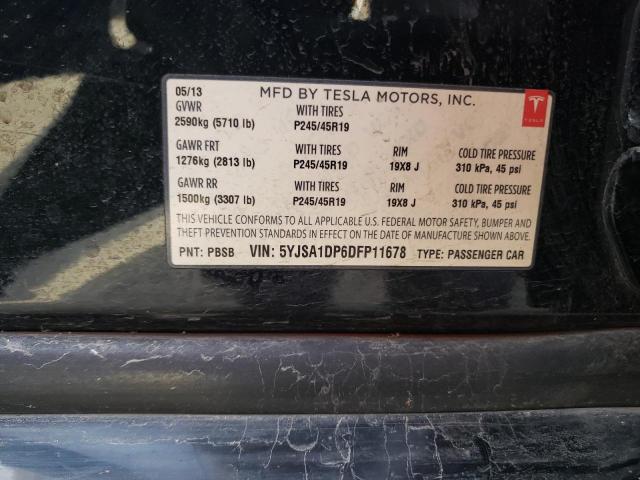 05/13 MFD BY TESLA MOTORS, INC.
GVWR WITH TIRES
2590kg (5710 lb) P245/45R19
TESLA
GAWR FRT WITH TIRES RIM COLD TIRE PRESSURE
1276kg (2813 lb) P245/45R19 19X8 J 310 kPa, 45 psi
GAWR RR WITH TIRES RIM COLD TIRE PRESSURE
1500kg (3307 lb) P245/45R19 19X8 J 310 kPa, 45 psi
THIS VEHICLE CONFORMS TO ALL APPLICABLE U.S. FEDERAL MOTOR SAFETY, BUMPER AND
THEFT PREVENTION STANDARDS IN EFFECT ON THE DATE OF MANUFACTURE SHOWN ABOVE.
PNT: PBSB VIN: 5YJSA1DP6DFP11678 TYPE: PASSENGER CAR